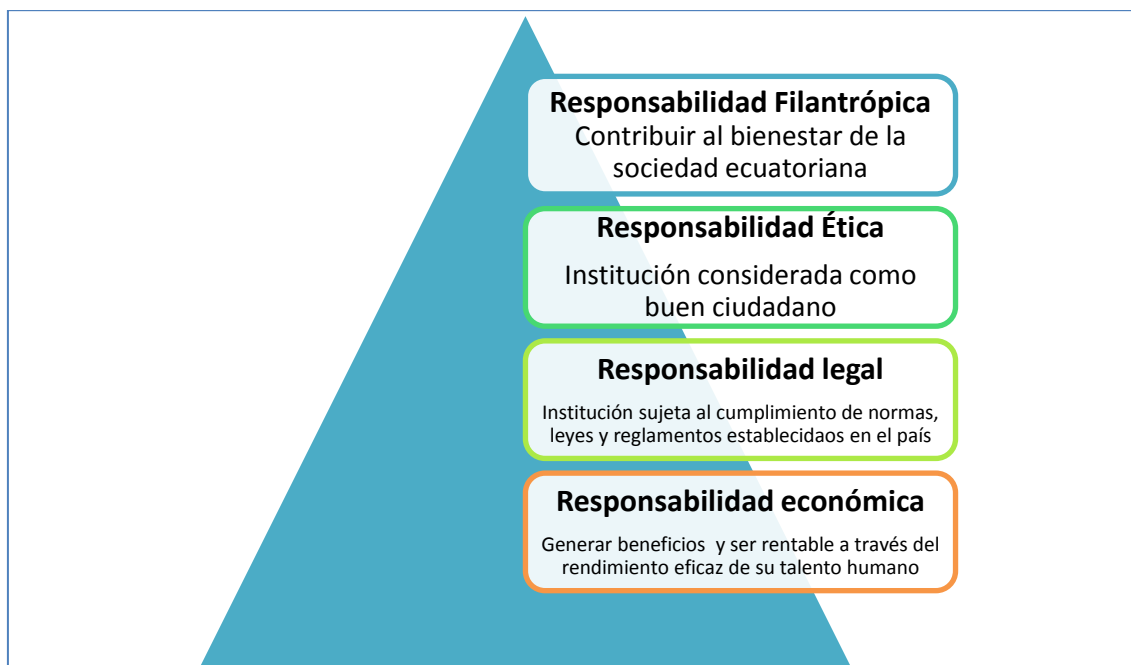 Responsabilidad Filantrópica
Contribuir al bienestar de la
sociedad ecuatoriana
Responsabilidad Ética
Institución considerada como
buen ciudadano
Responsabilidad legal
Institución sujeta al cumplimiento de normas,
leyes y reglamentos establecidaos en el país
Responsabilidad económica
Generar beneficios y ser rentable a través del
rendimiento eficaz de su talento humano